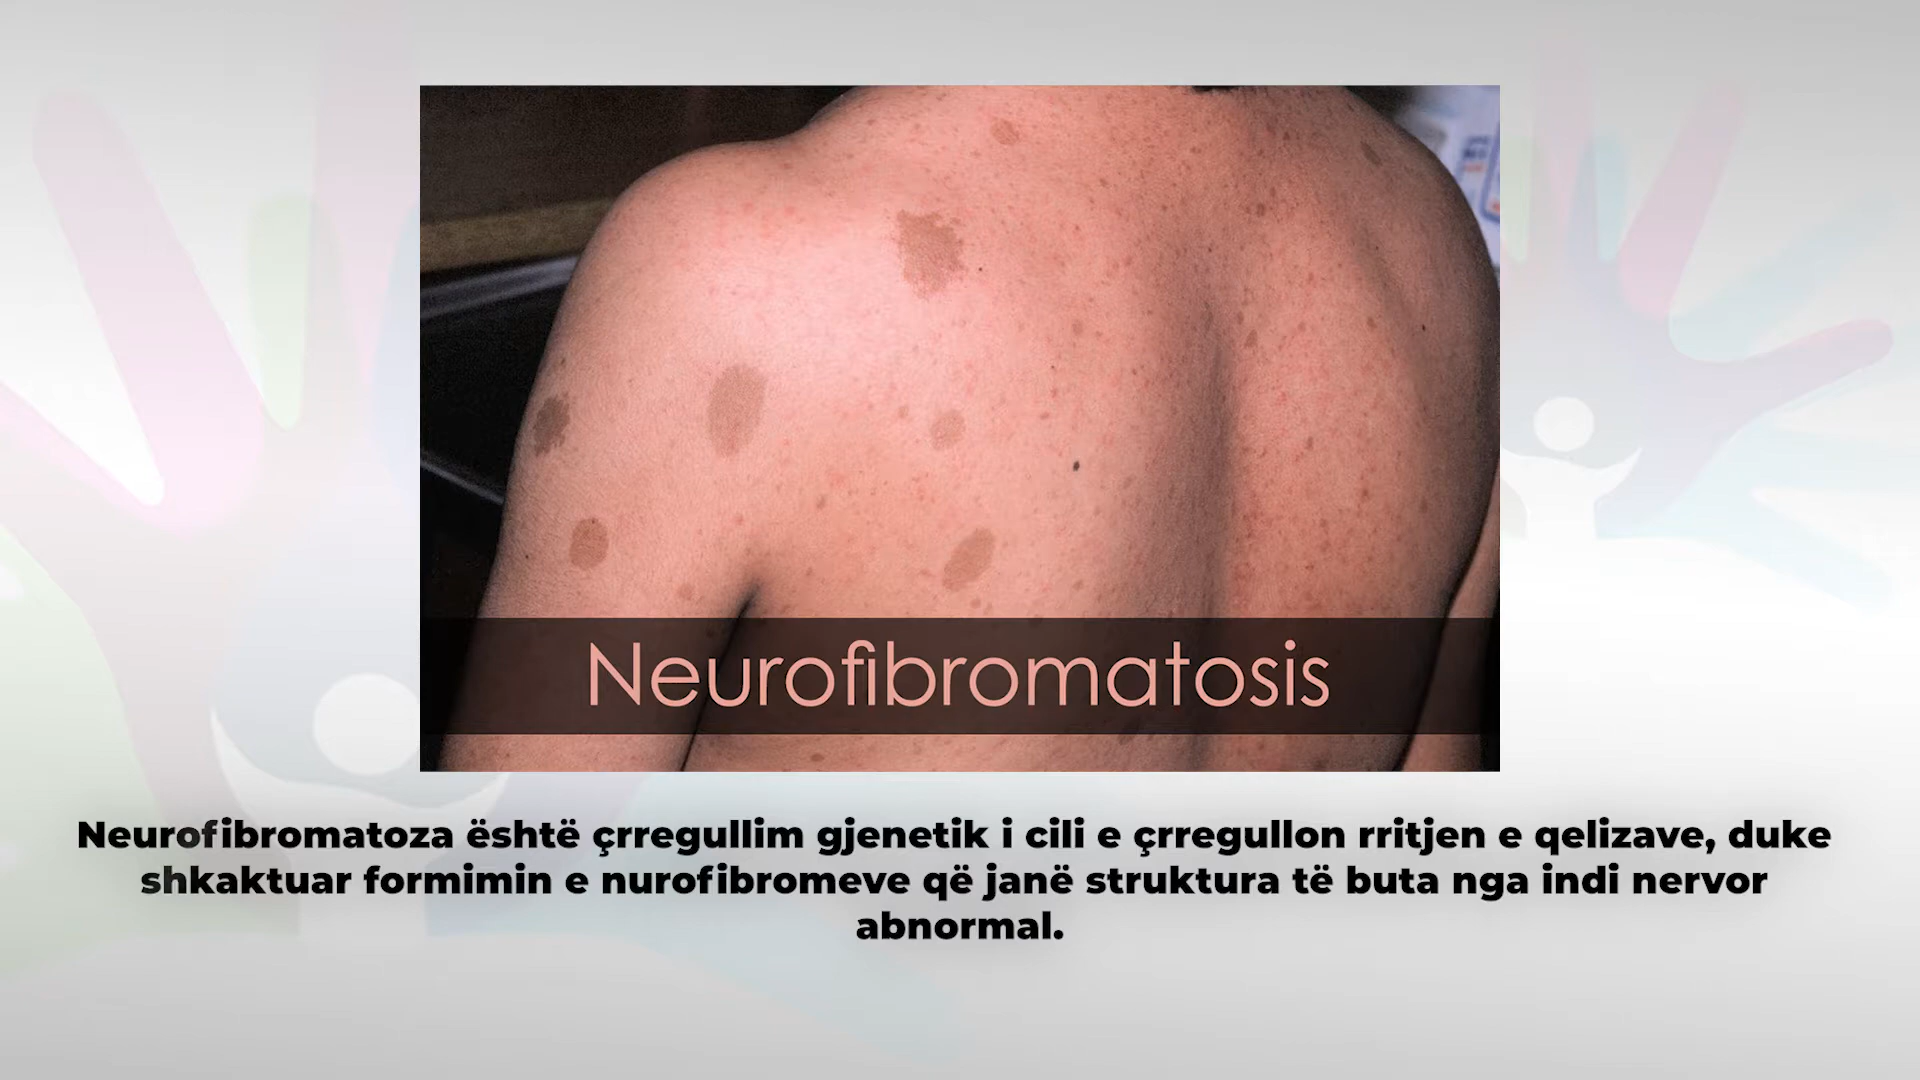 Neurofibromatosis
Neurofibromatoza është çrregullim gjenetik i cili e çrregullon rritjen e qelizave, duke
shkaktuar formimin e nurofibromeve që janë struktura të buta nga indi nervor
abnormal.